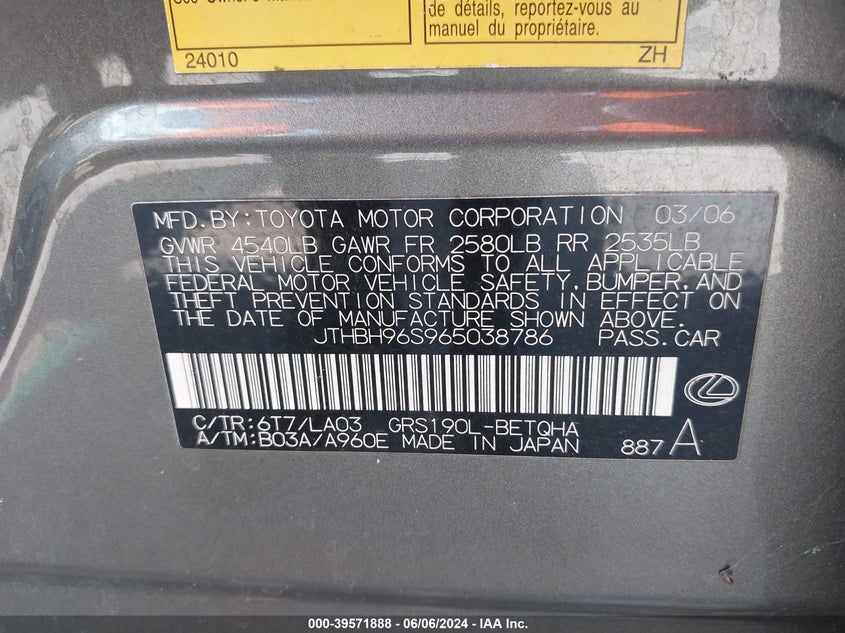 de détails, reportez-vous au
manuel du propriétaire.
24010 ZH
MFD. BY: TOYOTA MOTOR CORPORATION 03/06
GVWR 4540LB GAWR FR 2580LB RR 2535LB
THIS VEHICLE CONFORMS TO ALL APPLICABLE
FEDERAL MOTOR VEHICLE SAFETY, BUMPER, AND
THEFT PREVENTION STANDARDS IN EFFECT ON
THE DATE OF MANUFACTURE SHOWN ABOVE.
JTHBH96S965038786 PASS. CAR
C/TR: 6T7/LA03 GRS190L-BETQHA
A/TM: B03A/A960E MADE IN JAPAN 887 A
000-39571888 - 06/06/2024 - IAA Inc.